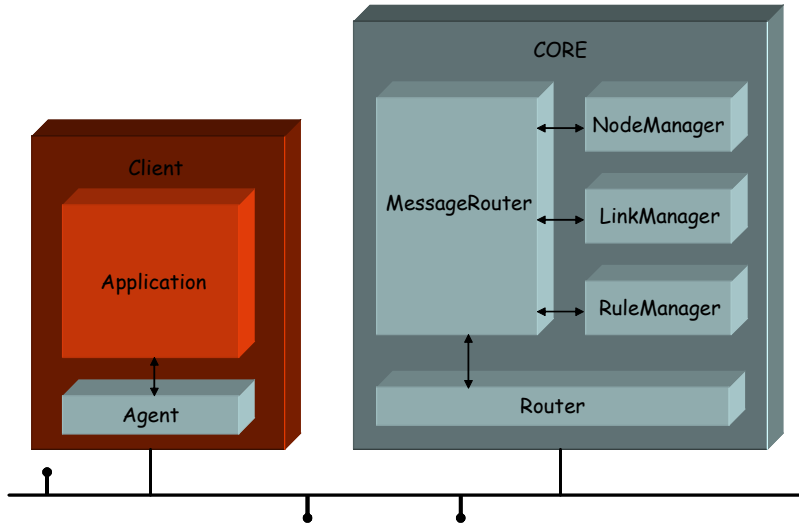 CORE
NodeManager
Client
MessageRouter
LinkManager
Application
RuleManager
Agent
Router